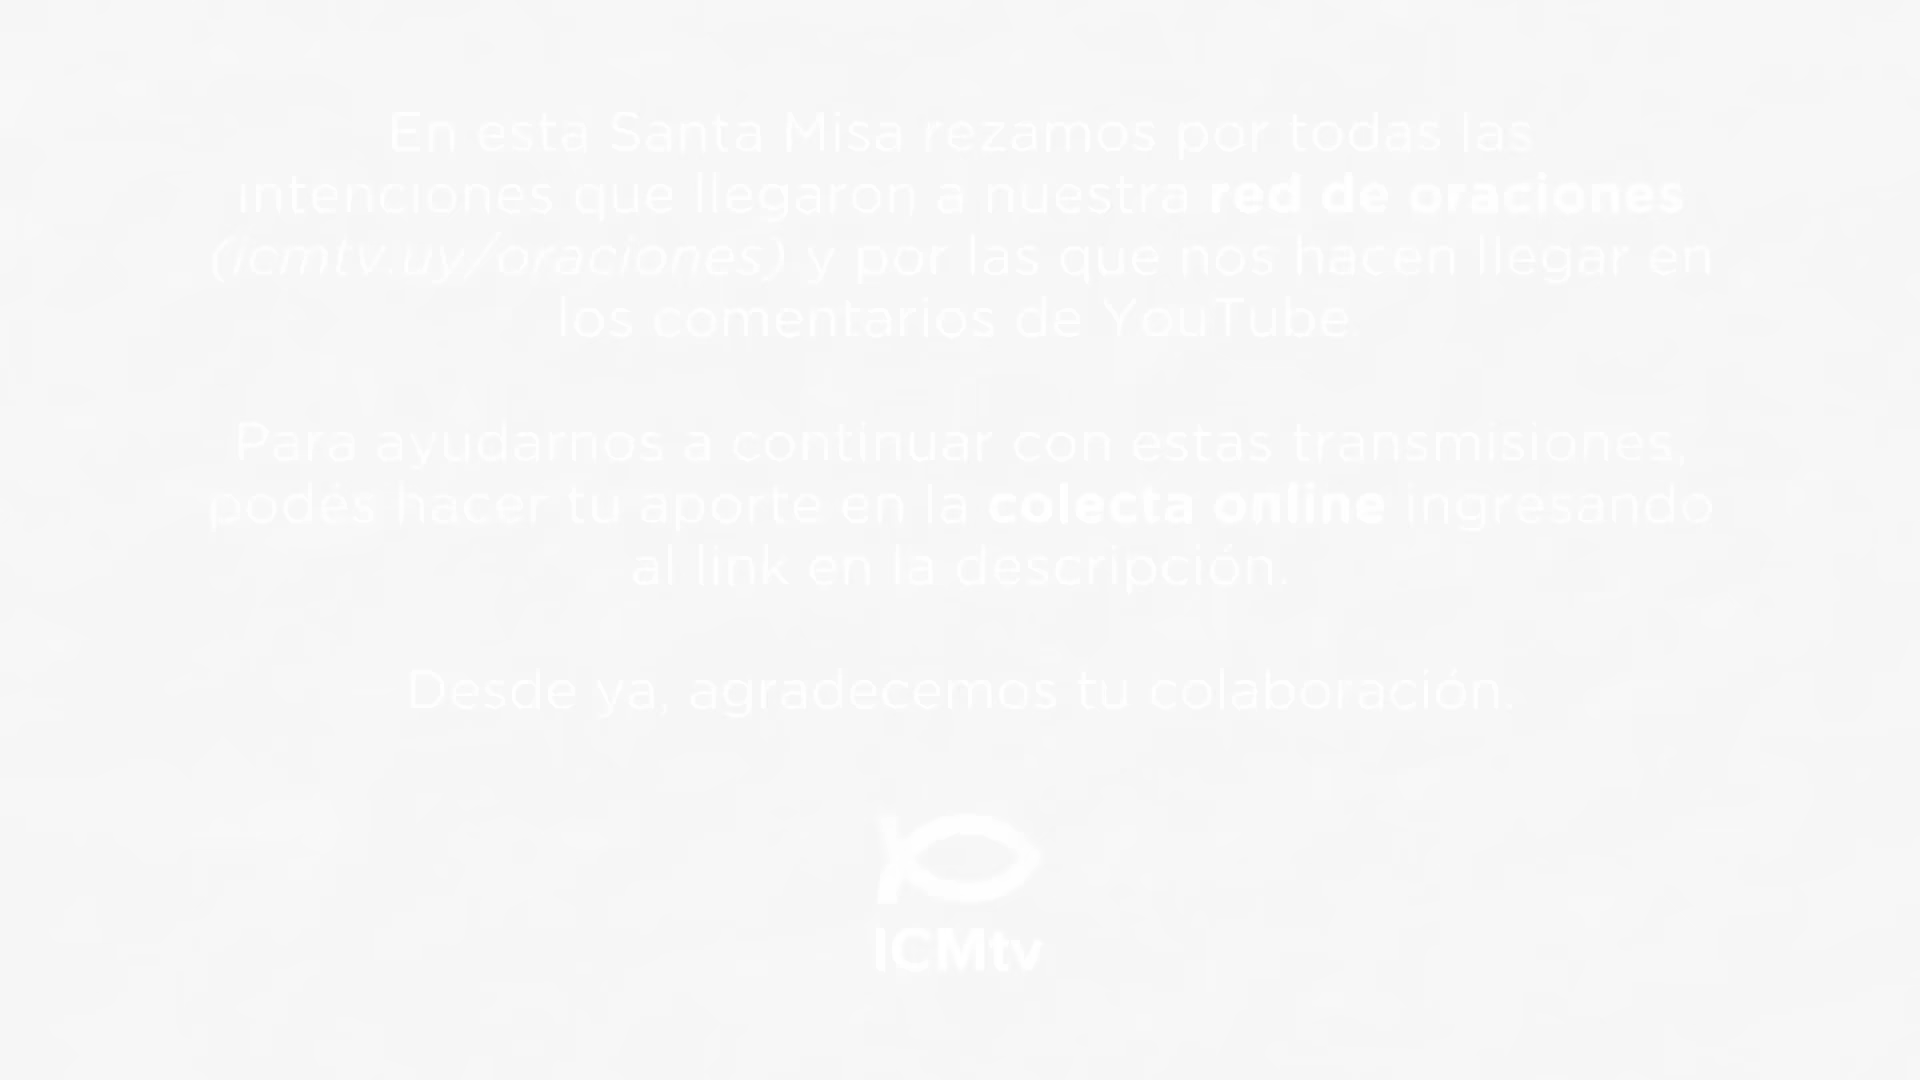 En esta Santa Misa rezamos por todas las
intenciones que llegaron a nuestra red de oraciones
(icmtv.uy/oraciones) y por las que nos hacen llegar en
los comentarios de YouTube.
Para ayudarnos a continuar con estas transmisiones,
podés hacer tu aporte en la colecta online ingresando
al link en la descripción.
Desde ya, agradecemos tu colaboración.
ICMtv